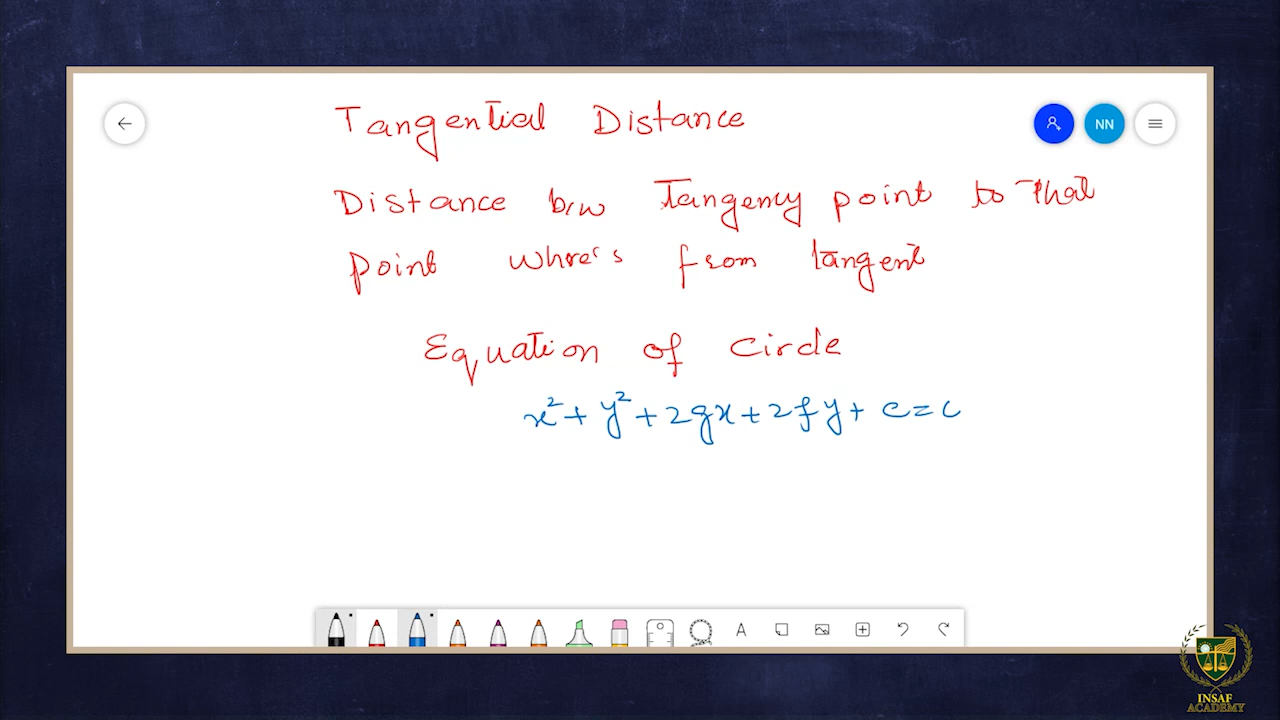 Tangential Distance
NN
Distance b/w Tangency point to that
point where's from tangent
Equation of circle
x² + y² + 2gx + 2fy + c = c
A
INSAF
ACADEMY